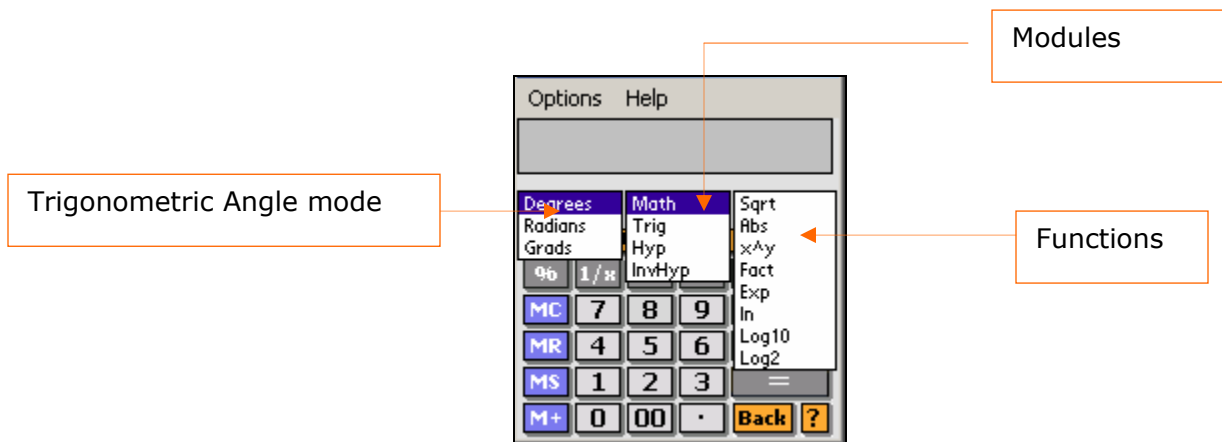 Modules
Options Help
Trigonometric Angle mode
Degrees Math Sqrt
Radians Trig Abs
Grads Hyp x^y
InvHyp Fact
Exp
ln
Log10
Log2
Functions
% 1/x
MC 7 8 9
MR 4 5 6
MS 1 2 3 =
M+ 0 00 . Back ?